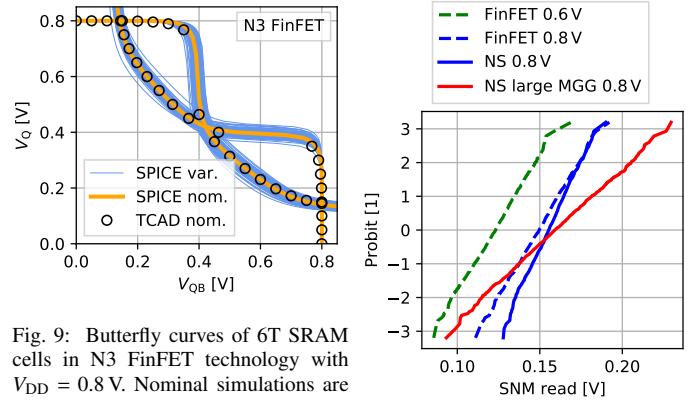 N3 FinFET
0.8
0.6
0.4
0.2
0.0
V_Q [V]
SPICE var.
SPICE nom.
TCAD nom.
0.0 0.2 0.4 0.6 0.8
V_QB [V]
Fig. 9: Butterfly curves of 6T SRAM
cells in N3 FinFET technology with
V_DD = 0.8 V. Nominal simulations are
FinFET 0.6 V
FinFET 0.8 V
NS 0.8 V
NS large MGG 0.8 V
3
2
1
0
−1
−2
−3
Probit [1]
0.10 0.15 0.20
SNM read [V]